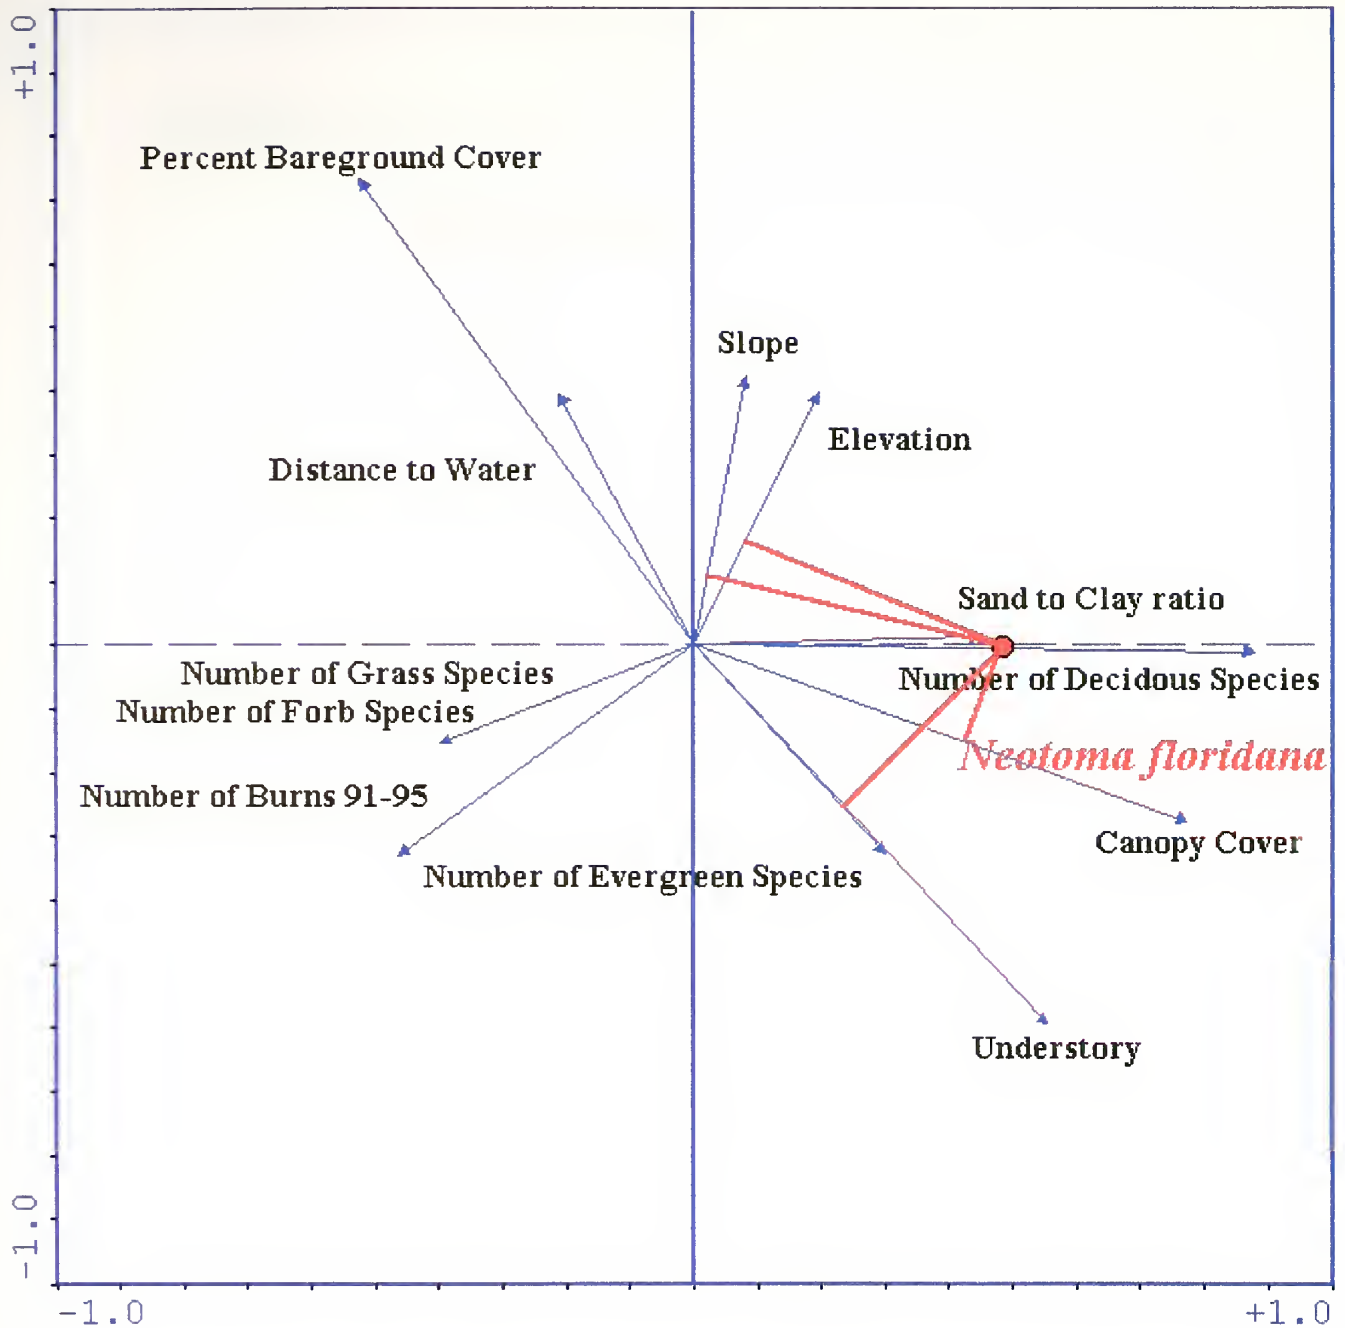 +1.0
Percent Bareground Cover
Slope
Elevation
Distance to Water
Sand to Clay ratio
Number of Grass Species
Number of Decidous Species
Number of Forb Species
Neotoma floridana
Number of Burns 91-95
Canopy Cover
Number of Evergreen Species
Understory
-1.0
-1.0
+1.0